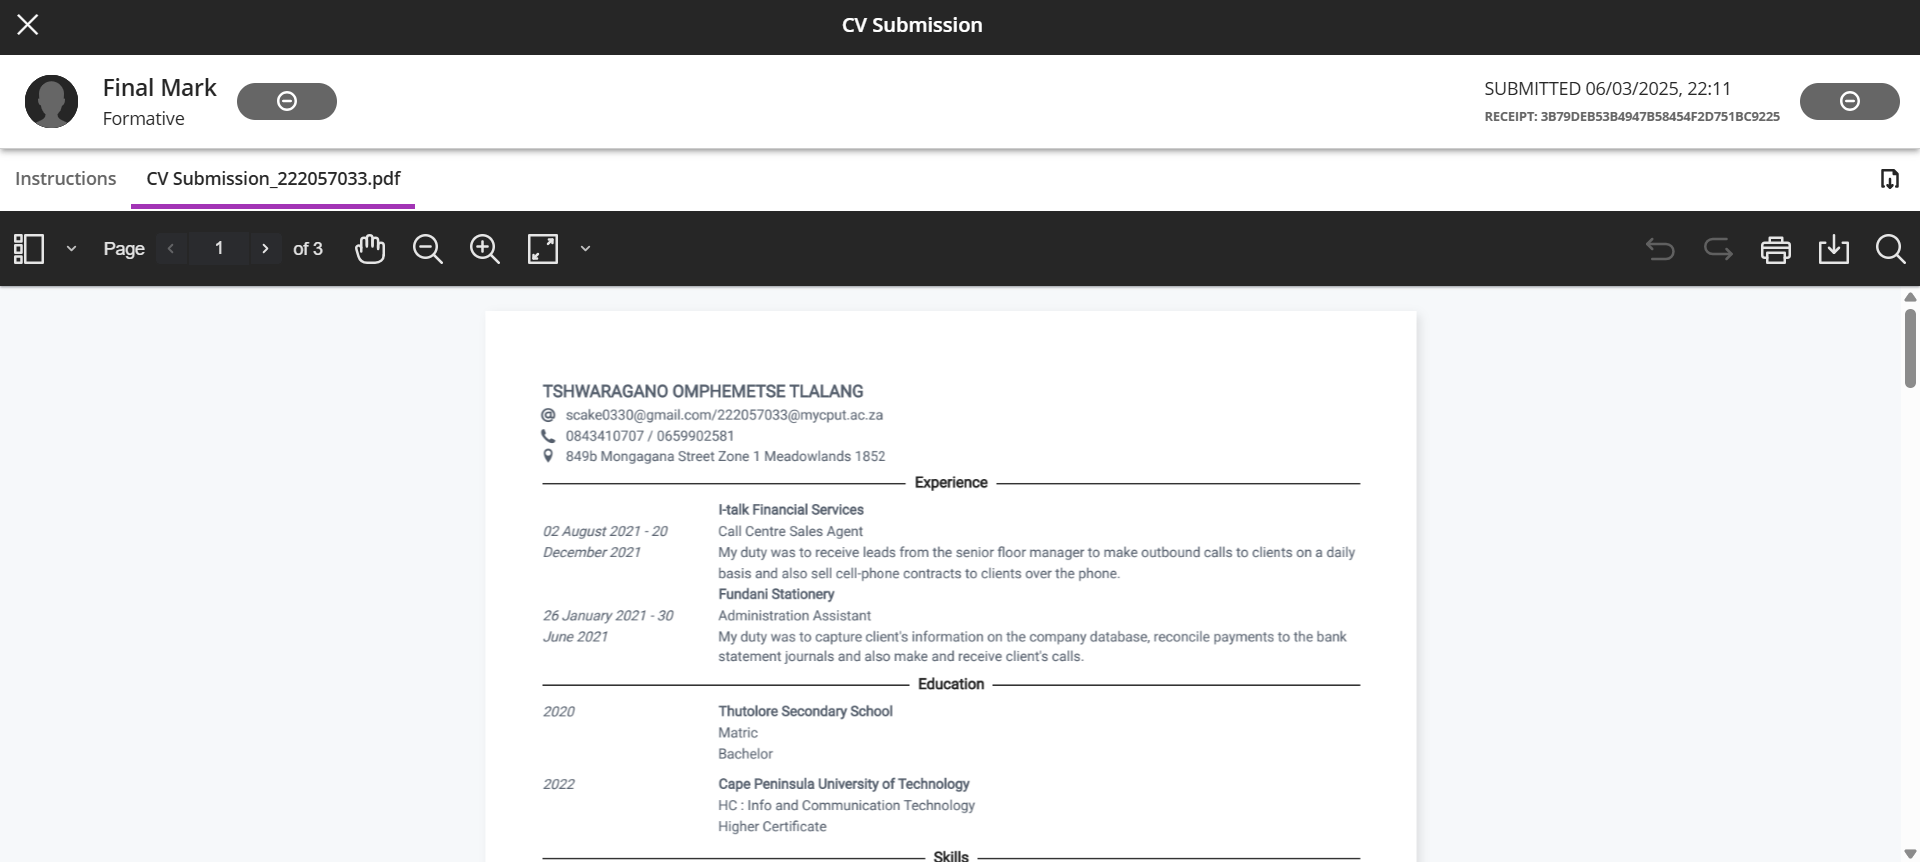 CV Submission
Final Mark
Formative
SUBMITTED 06/03/2025, 22:11
RECEIPT: 3B79DEB53B4947B58454F2D751BC9225
Instructions
CV Submission_222057033.pdf
Page 1 of 3
TSHWARAGANO OMPHEMETSE TLALANG
scake0330@gmail.com/222057033@mycput.ac.za
0843410707 / 0659902581
849b Mongagana Street Zone 1 Meadowlands 1852
Experience
I-talk Financial Services
02 August 2021 - 20 Call Centre Sales Agent
December 2021 My duty was to receive leads from the senior floor manager to make outbound calls to clients on a daily
basis and also sell cell-phone contracts to clients over the phone.
Fundani Stationery
26 January 2021 - 30 Administration Assistant
June 2021 My duty was to capture client's information on the company database, reconcile payments to the bank
statement journals and also make and receive client's calls.
Education
2020 Thutolore Secondary School
Matric
Bachelor
2022 Cape Peninsula University of Technology
HC : Info and Communication Technology
Higher Certificate
Skills